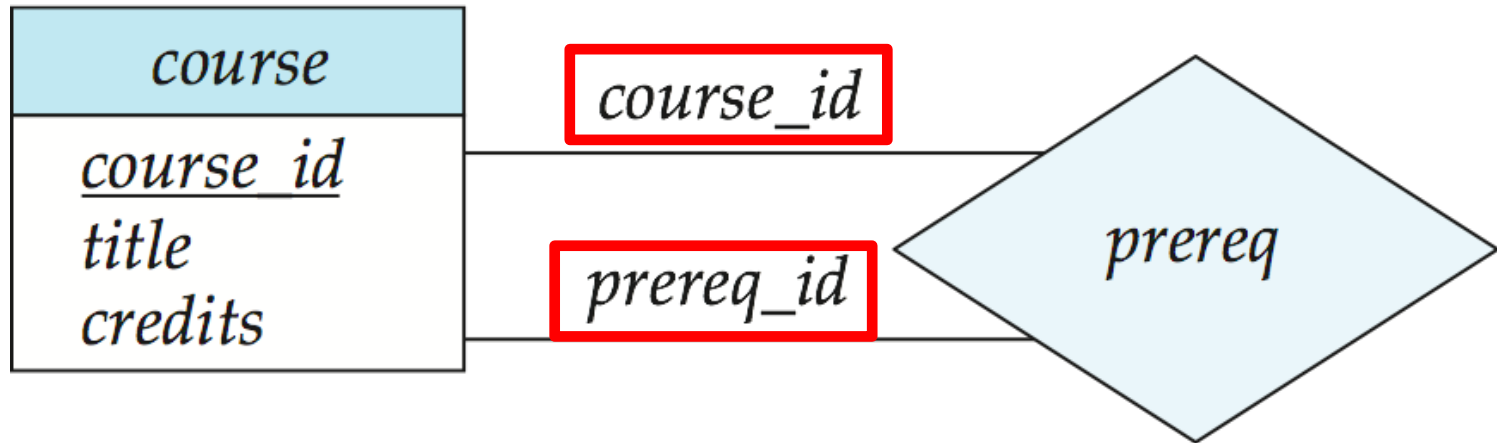 course
course_id
title
credits
course_id
prereq_id
prereq